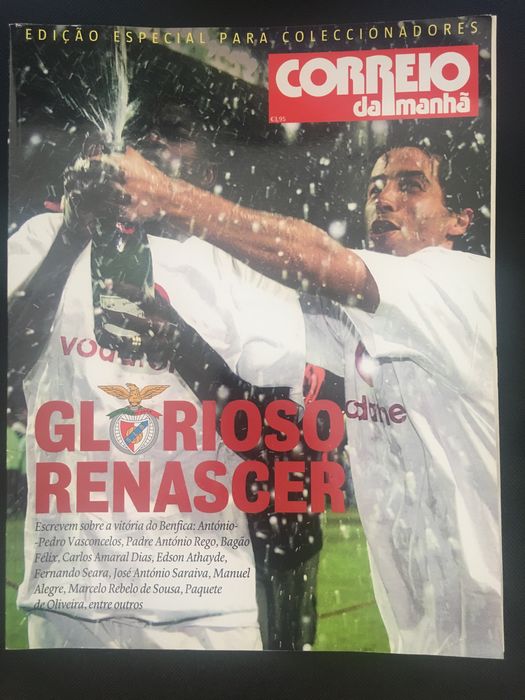 EDIÇÃO ESPECIAL PARA COLECCIONADORES
CORREIO
da manhã
€3,95
vodafone
GLORIOSO
RENASCER
Escrevem sobre a vitória do Benfica: António-
-Pedro Vasconcelos, Padre António Rego, Bagão
Félix, Carlos Amaral Dias, Edson Athayde,
Fernando Seara, José António Saraiva, Manuel
Alegre, Marcelo Rebelo de Sousa, Paquete
de Oliveira, entre outros